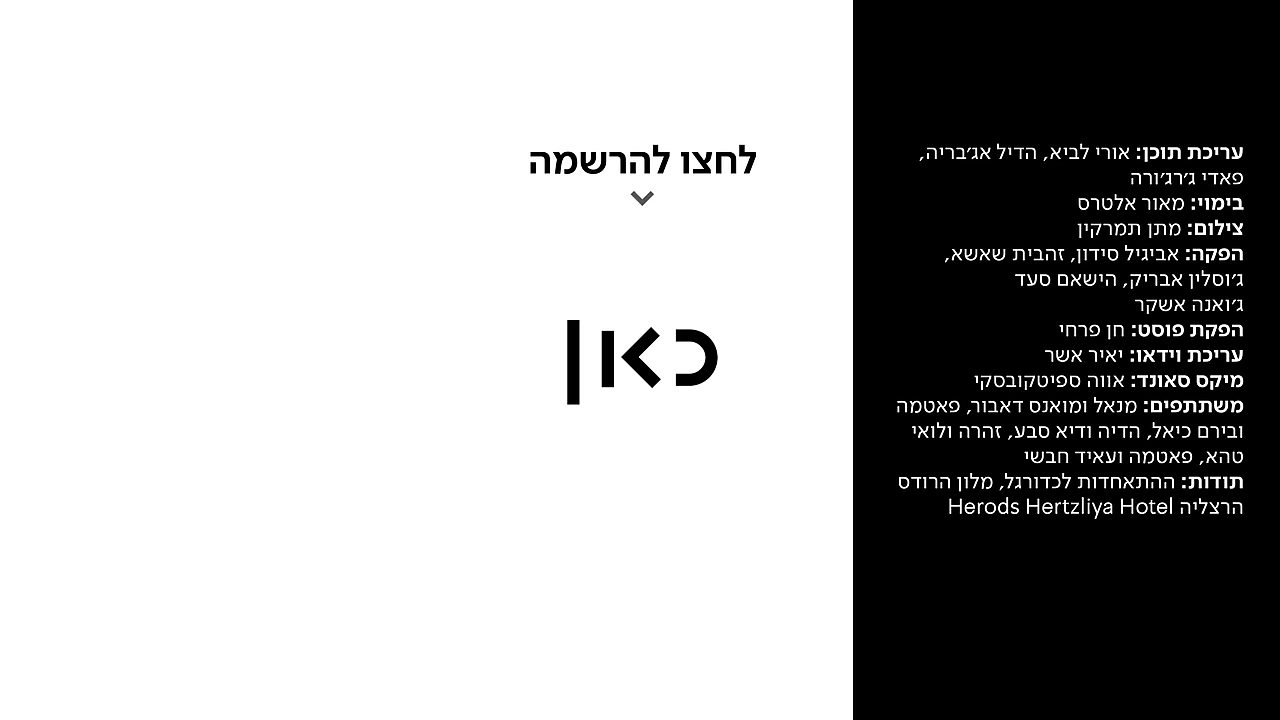 לחצו להרשמה
כאן
עריכת תוכן: אורי לביא, הדיל אג׳בריה,
פאדי ג׳רג׳ורה
בימוי: מאור אלטרס
צילום: מתן תמרקין
הפקה: אביגיל סידון, זהבית שאשא,
ג׳וסלין אבריק, הישאם סעד
ג׳ואנה אשקר
הפקת פוסט: חן פרחי
עריכת וידאו: יאיר אשר
מיקס סאונד: אווה ספיטקובסקי
משתתפים: מנאל ומואנס דאבור, פאטמה
ובירם כיאל, הדיה ודיא סבע, זהרה ולואי
טהא, פאטמה ועאיד חבשי
תודות: ההתאחדות לכדורגל, מלון הרודס
הרצליה Herods Hertzliya Hotel